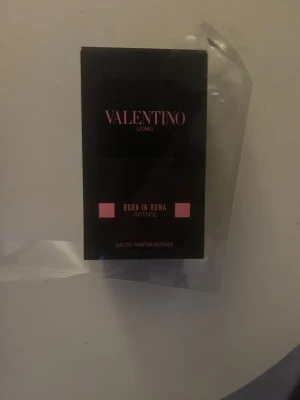 VALENTINO
UOMO
BORN IN ROMA
INTENSE
EAU DE PARFUM INTENSE